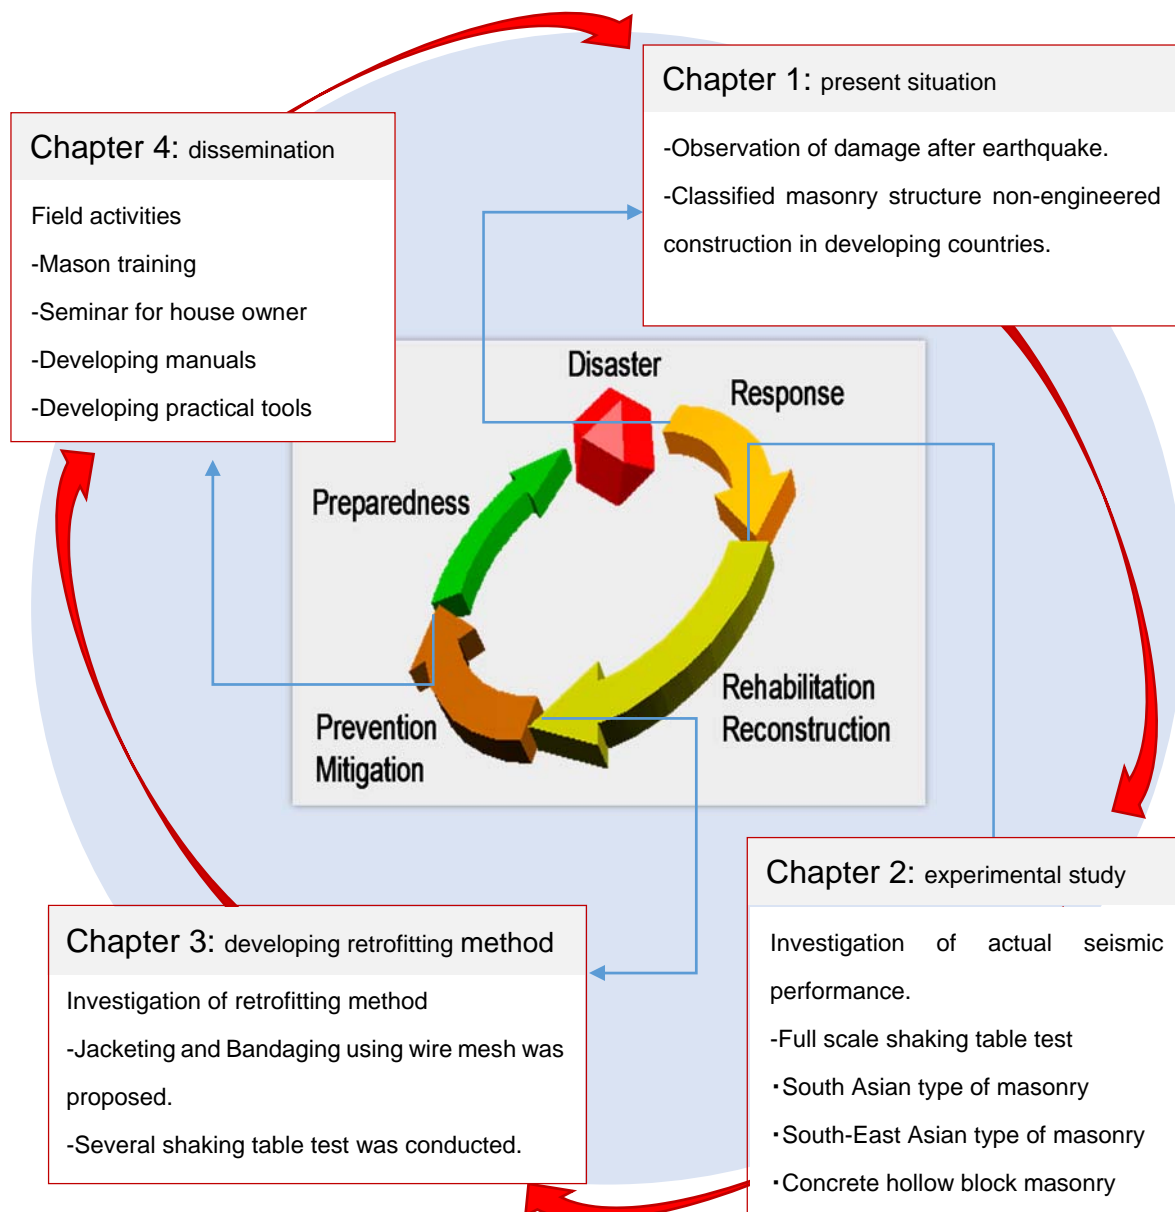 Chapter 1: present situation
-Observation of damage after earthquake.
-Classified masonry structure non-engineered
construction in developing countries.
Chapter 4: dissemination
Field activities
-Mason training
-Seminar for house owner
-Developing manuals
-Developing practical tools
Disaster
Response
Preparedness
Rehabilitation
Reconstruction
Prevention
Mitigation
Chapter 2: experimental study
Investigation of actual seismic
performance.
-Full scale shaking table test
・South Asian type of masonry
・South-East Asian type of masonry
・Concrete hollow block masonry
Chapter 3: developing retrofitting method
Investigation of retrofitting method
-Jacketing and Bandaging using wire mesh was
proposed.
-Several shaking table test was conducted.